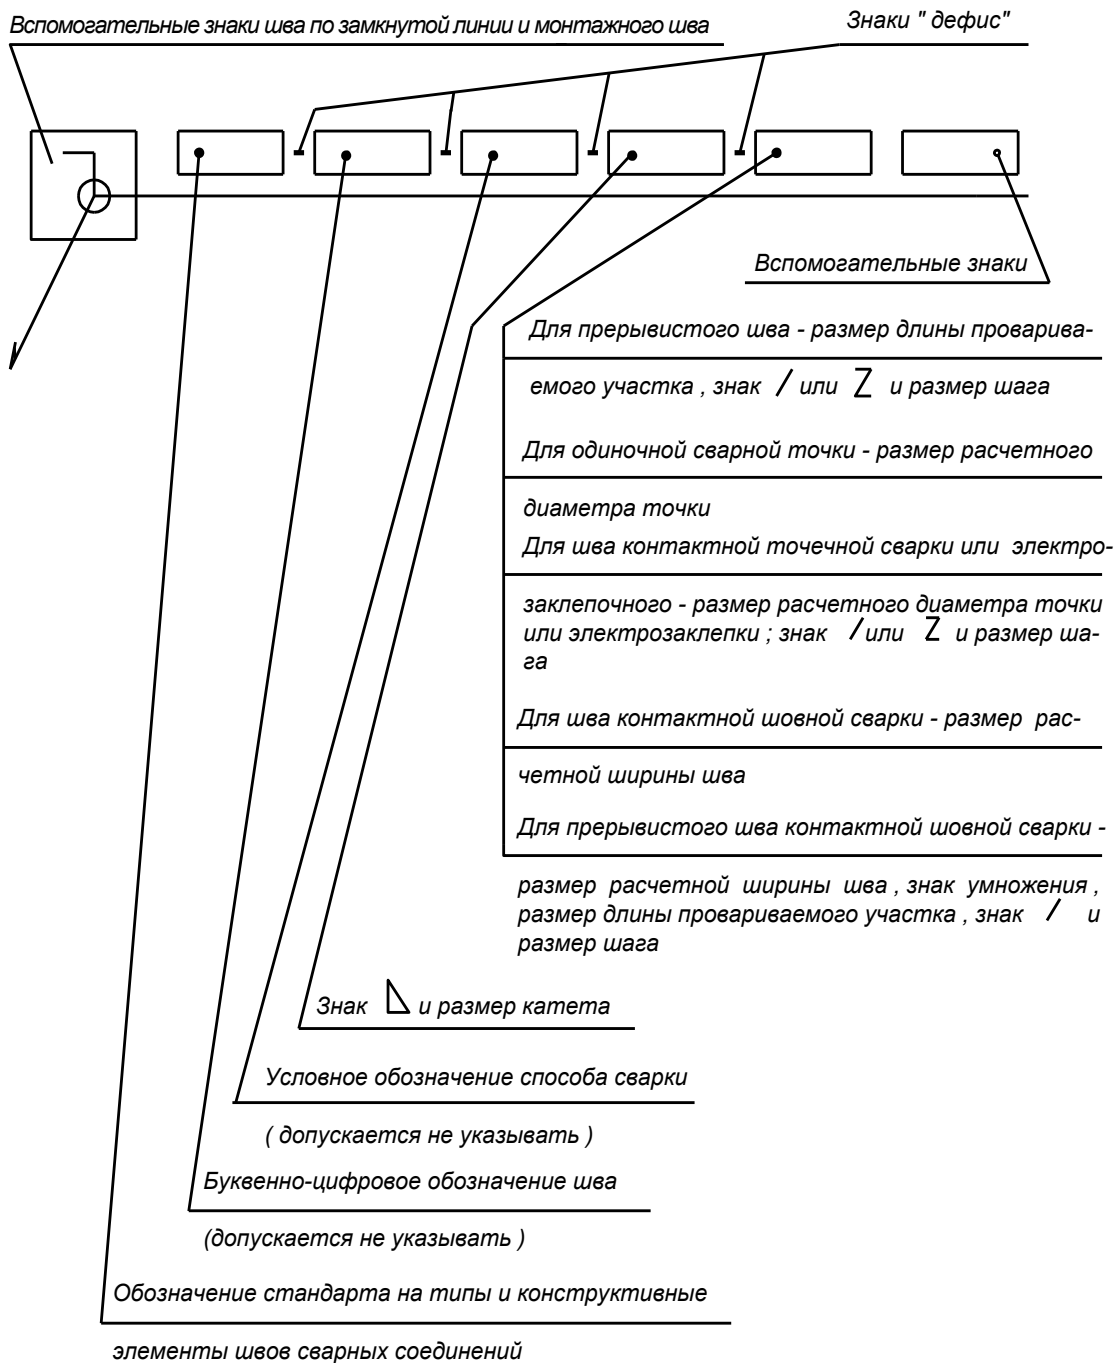 Вспомогательные знаки шва по замкнутой линии и монтажного шва
Знаки " дефис"
Вспомогательные знаки
Для прерывистого шва - размер длины проварива-
емого участка , знак / или Z и размер шага
Для одиночной сварной точки - размер расчетного
диаметра точки
Для шва контактной точечной сварки или электро-
заклепочного - размер расчетного диаметра точки
или электрозаклепки ; знак / или Z и размер ша-
га
Для шва контактной шовной сварки - размер рас-
четной ширины шва
Для прерывистого шва контактной шовной сварки -
размер расчетной ширины шва , знак умножения ,
размер длины провариваемого участка , знак / и
размер шага
Знак и размер катета
Условное обозначение способа сварки
( допускается не указывать )
Буквенно-цифровое обозначение шва
(допускается не указывать )
Обозначение стандарта на типы и конструктивные
элементы швов сварных соединений